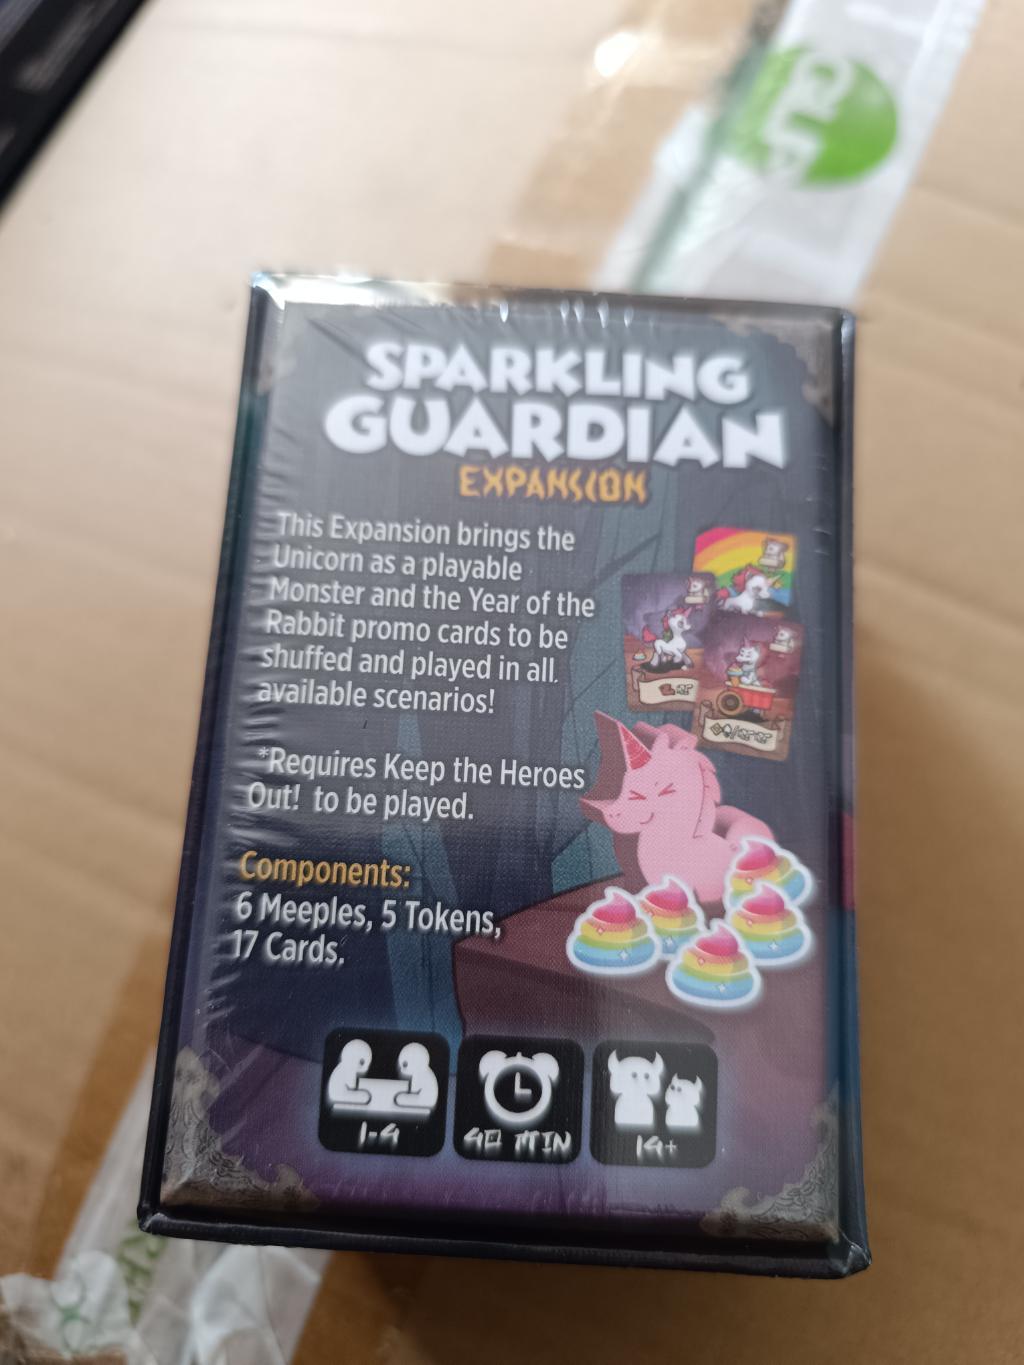 SPARKLING
GUARDIAN
EXPANSION
This Expansion brings the
Unicorn as a playable
Monster and the Year of the
Rabbit promo cards to be
shuffed and played in all
available scenarios!
*Requires Keep the Heroes
Out! to be played.
Components:
6 Meeples, 5 Tokens,
17 Cards.
1-4
40 MIN
14+